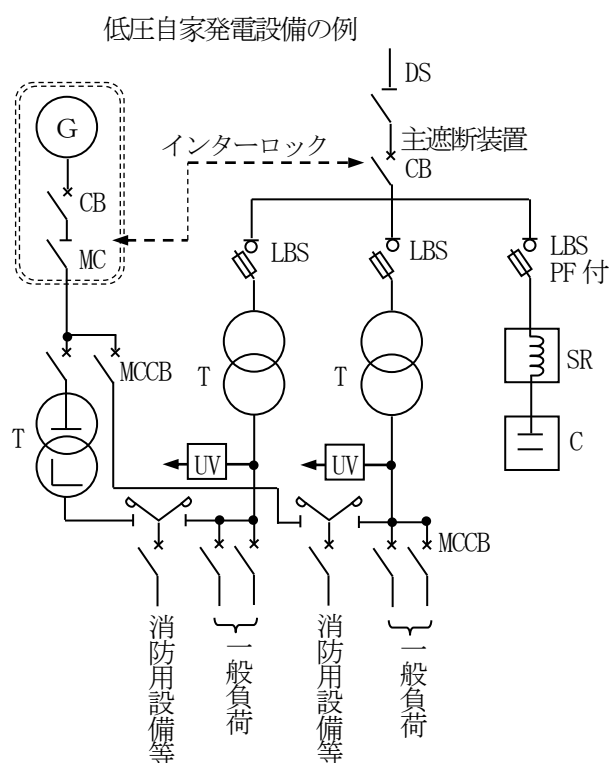 低圧自家発電設備の例
DS
G
インターロック
主遮断装置
CB
CB
MC
LBS
LBS
LBS
PF付
MCCB
T
T
SR
T
C
UV
UV
MCCB
消防用設備等
一般負荷
消防用設備等
一般負荷